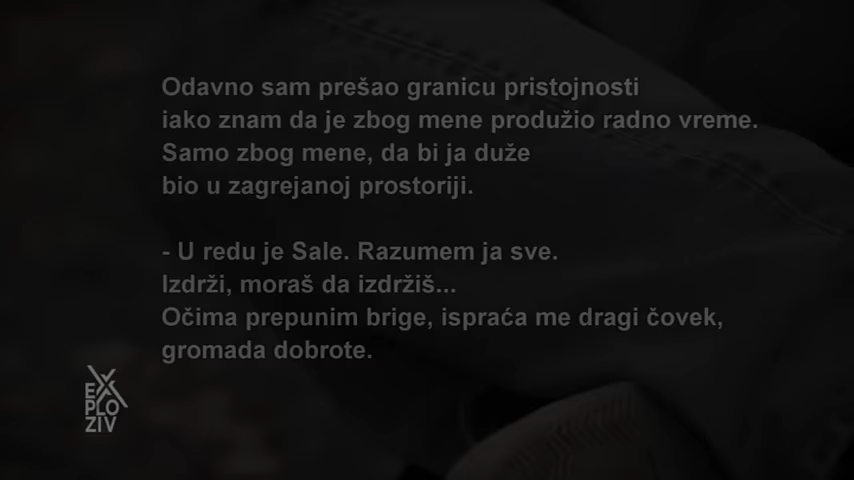 Odavno sam prešao granicu pristojnosti
iako znam da je zbog mene produžio radno vreme.
Samo zbog mene, da bi ja duže
bio u zagrejanoj prostoriji.
- U redu je Sale. Razumem ja sve.
Izdrži, moraš da izdržiš...
Očima prepunim brige, ispraća me dragi čovek,
gromada dobrote.
EX
PLO
ZIV